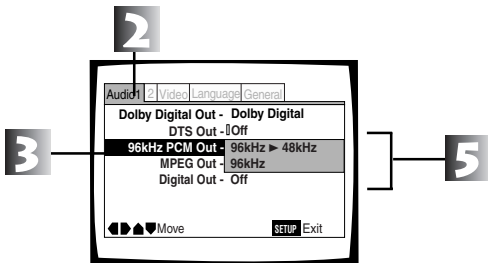 2
Audio1 2 Video Language General
Dolby Digital Out - Dolby Digital
DTS Out - Off
3
96kHz PCM Out - 96kHz ► 48kHz
5
MPEG Out - 96kHz
Digital Out - Off
Move SETUP Exit